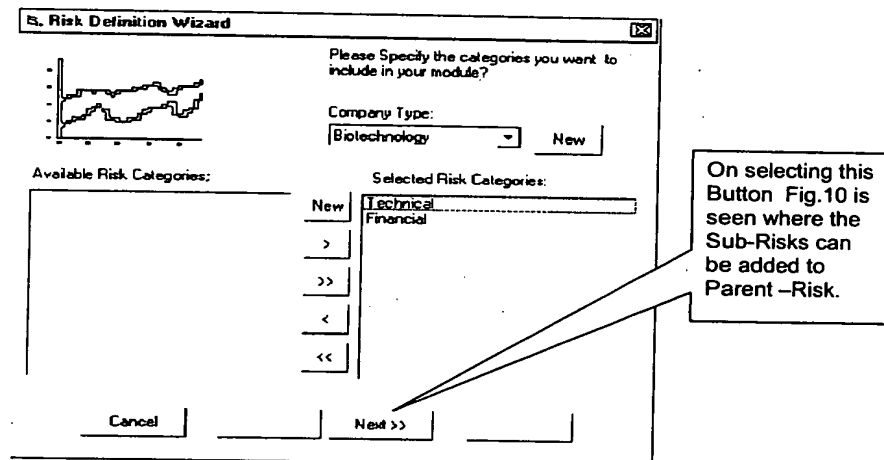 Risk Definition Wizard
Please Specify the categories you want to
include in your module?
Company Type:
Biotechnology
New
Available Risk Categories:
Selected Risk Categories:
New
Technical
Financial
>
>>
<
<<
Cancel
Next >>
On selecting this
Button Fig.10 is
seen where the
Sub-Risks can
be added to
Parent –Risk.